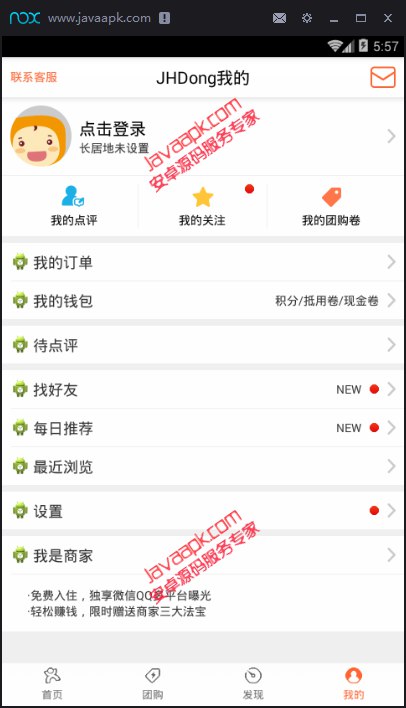 nox www.javaapk.com
5:57
联系客服 JHDong我的
点击登录
长居地未设置
Javaapk.com
安卓源码服务专家
我的点评 我的关注 我的团购卷
我的订单
我的钱包 积分/抵用卷/现金卷
待点评
找好友 NEW
每日推荐 NEW
最近浏览
设置
我是商家
Javaapk.com
安卓源码服务专家
·免费入住，独享微信QQ多平台曝光
·轻松赚钱，限时赠送商家三大法宝
首页 团购 发现 我的